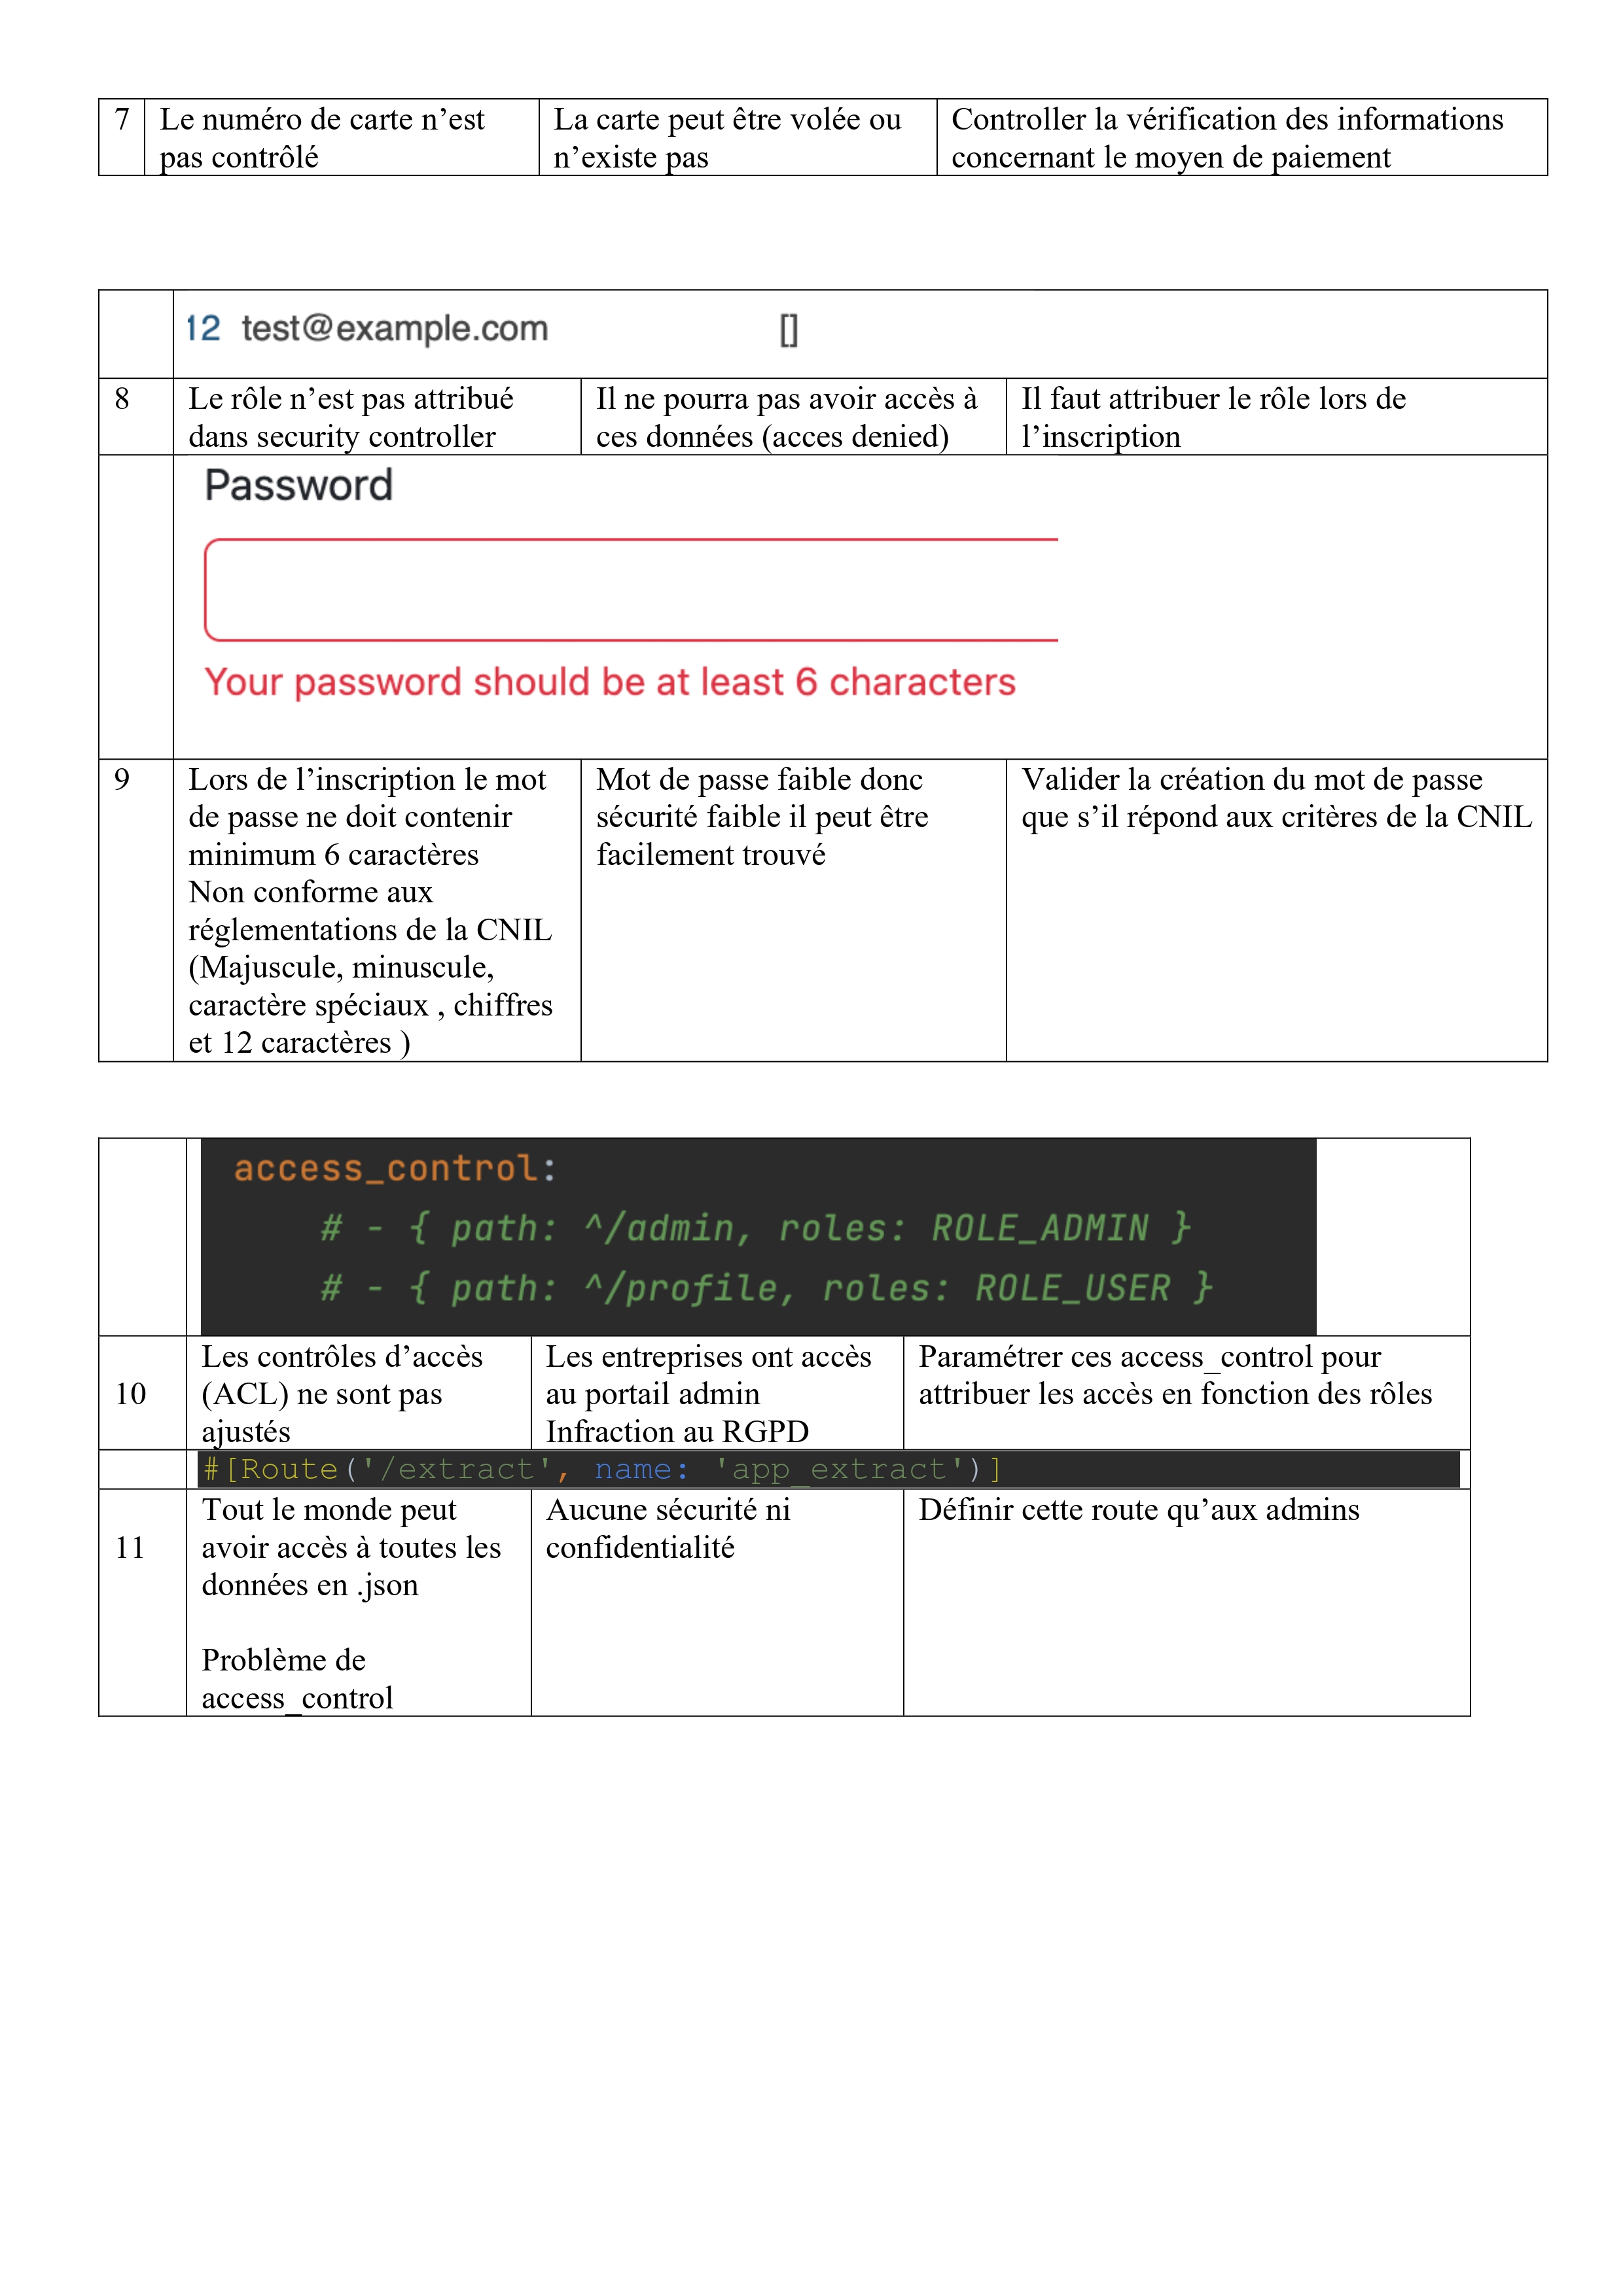 7 Le numéro de carte n’est La carte peut être volée ou Controller la vérification des informations
pas contrôlé n’existe pas concernant le moyen de paiement
12 test@example.com []
8 Le rôle n’est pas attribué Il ne pourra pas avoir accès à Il faut attribuer le rôle lors de
dans security controller ces données (acces denied) l’inscription
Password
Your password should be at least 6 characters
9 Lors de l’inscription le mot Mot de passe faible donc Valider la création du mot de passe
de passe ne doit contenir sécurité faible il peut être que s’il répond aux critères de la CNIL
minimum 6 caractères facilement trouvé
Non conforme aux
réglementations de la CNIL
(Majuscule, minuscule,
caractère spéciaux , chiffres
et 12 caractères )
access_control:
# - { path: ^/admin, roles: ROLE_ADMIN }
# - { path: ^/profile, roles: ROLE_USER }
Les contrôles d’accès Les entreprises ont accès Paramétrer ces access_control pour
10 (ACL) ne sont pas au portail admin attribuer les accès en fonction des rôles
ajustés Infraction au RGPD
#[Route('/extract', name: 'app_extract')]
Tout le monde peut Aucune sécurité ni Définir cette route qu’aux admins
11 avoir accès à toutes les confidentialité
données en .json
Problème de
access_control